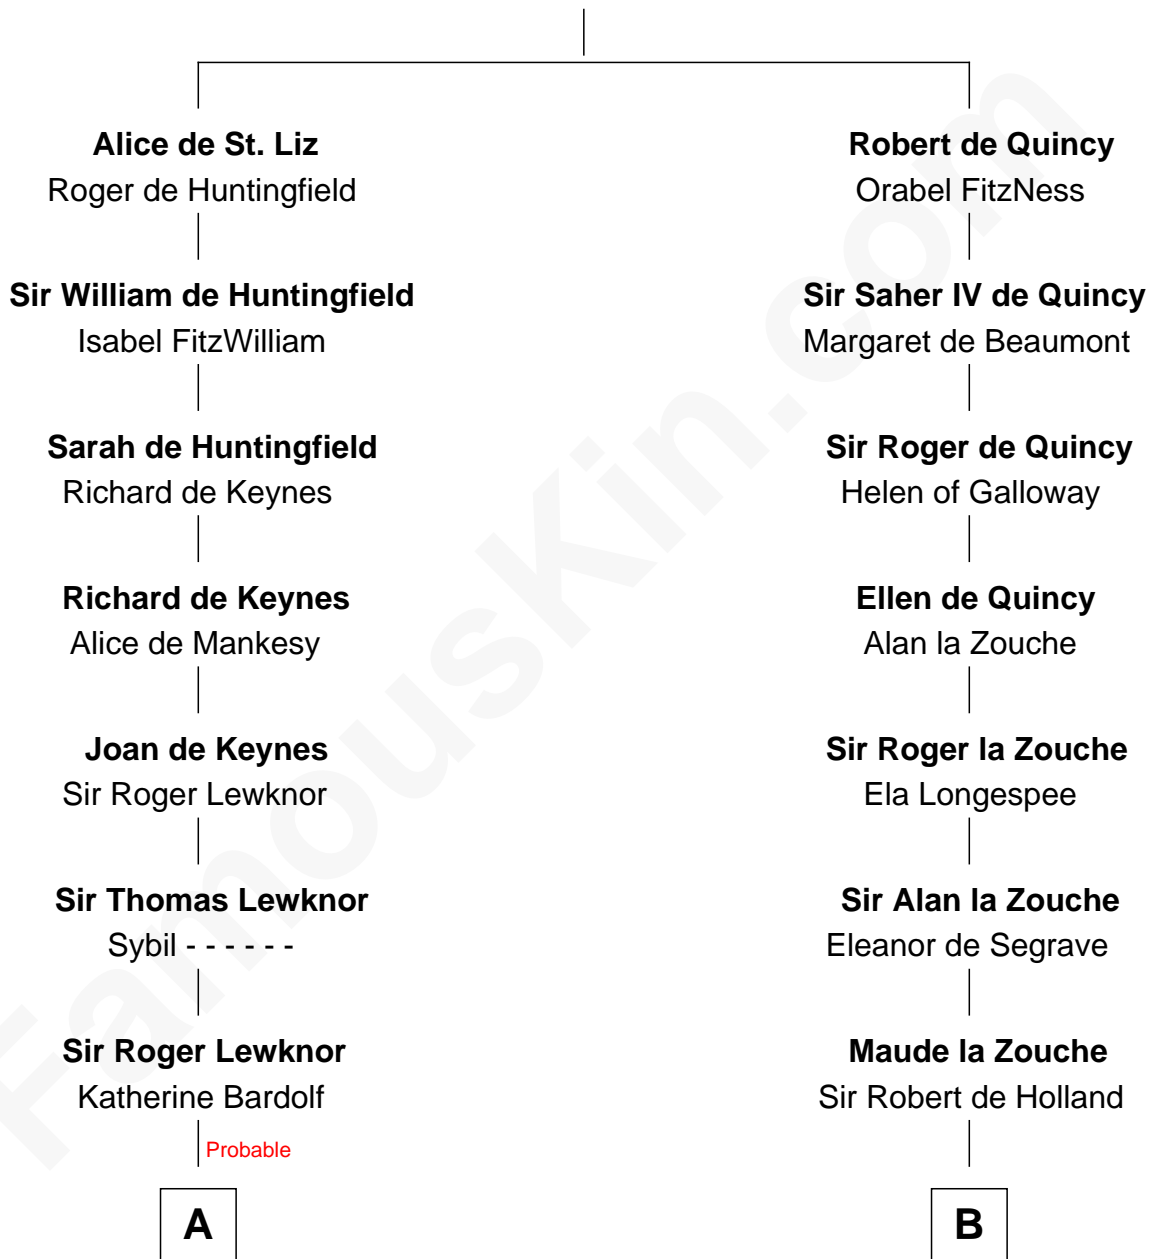 Alice de St. Liz
Roger de Huntingfield
Sir William de Huntingfield
Isabel FitzWilliam
Sarah de Huntingfield
Richard de Keynes
Richard de Keynes
Alice de Mankesy
Joan de Keynes
Sir Roger Lewknor
Sir Thomas Lewknor
Sybil - - - - - -
Sir Roger Lewknor
Katherine Bardolf
Probable
A
Robert de Quincy
Orabel FitzNess
Sir Saher IV de Quincy
Margaret de Beaumont
Sir Roger de Quincy
Helen of Galloway
Ellen de Quincy
Alan la Zouche
Sir Roger la Zouche
Ela Longespee
Sir Alan la Zouche
Eleanor de Segrave
Maude la Zouche
Sir Robert de Holland
B
FamousKin.com